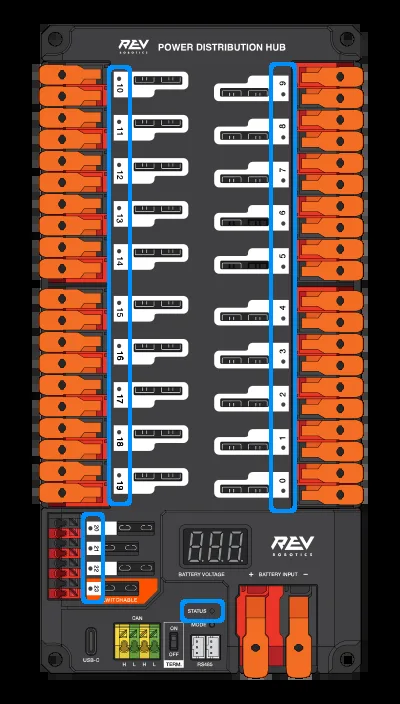 REV
ROBOTICS
POWER DISTRIBUTION HUB
10
9
11
8
12
7
13
6
14
5
15
4
16
3
17
2
18
1
19
0
20
21
22
23
SWITCHABLE
BATTERY VOLTAGE
REV
ROBOTICS
+ BATTERY INPUT −
STATUS
MODE
CAN
ON
OFF
USB-C
H L H L
TERM.
RS485